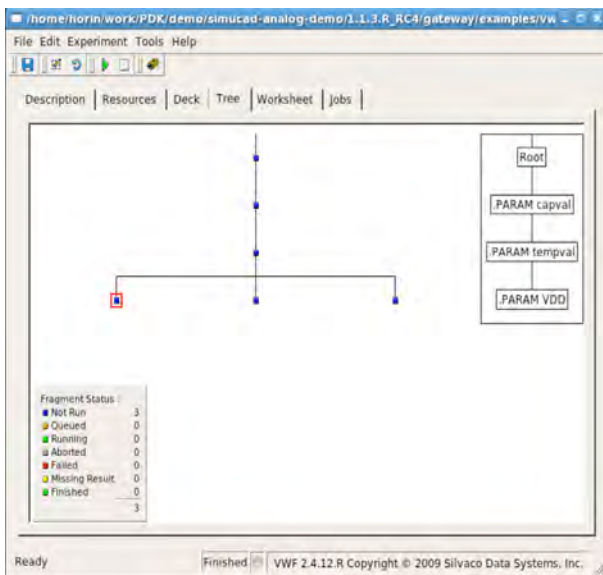 /home/horin/work/PDK/demo/simucad-analog-demo/1.1.3.R_RC4/gateway/examples/vw
File Edit Experiment Tools Help
Description Resources Deck Tree Worksheet Jobs
Root
.PARAM capval
.PARAM tempval
.PARAM VDD
Fragment Status :
Not Run 3
Queued 0
Running 0
Aborted 0
Failed 0
Missing Result 0
Finished 0
3
Ready Finished VWF 2.4.12.R Copyright © 2009 Silvaco Data Systems, Inc.